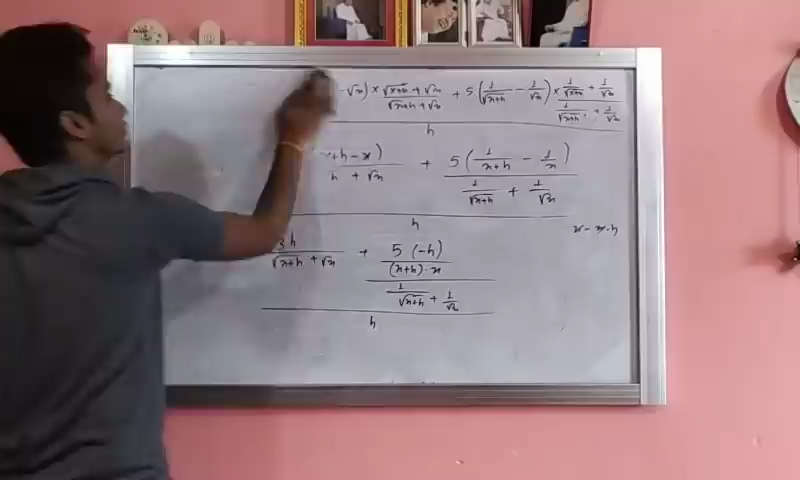 - √x) × (√(x+h) + √x)/(√(x+h) + √x) + 5(1/√(x+h) - 1/√x) × (1/√(x+h) + 1/√x)/(1/√(x+h) + 1/√x)
h
+h - x)/(h + √x) + 5(1/(x+h) - 1/x)/(1/√(x+h) + 1/√x)
h
x - x - h
3h/(√(x+h) + √x) + (5(-h)/((x+h)·x))/(1/√(x+h) + 1/√x)
h